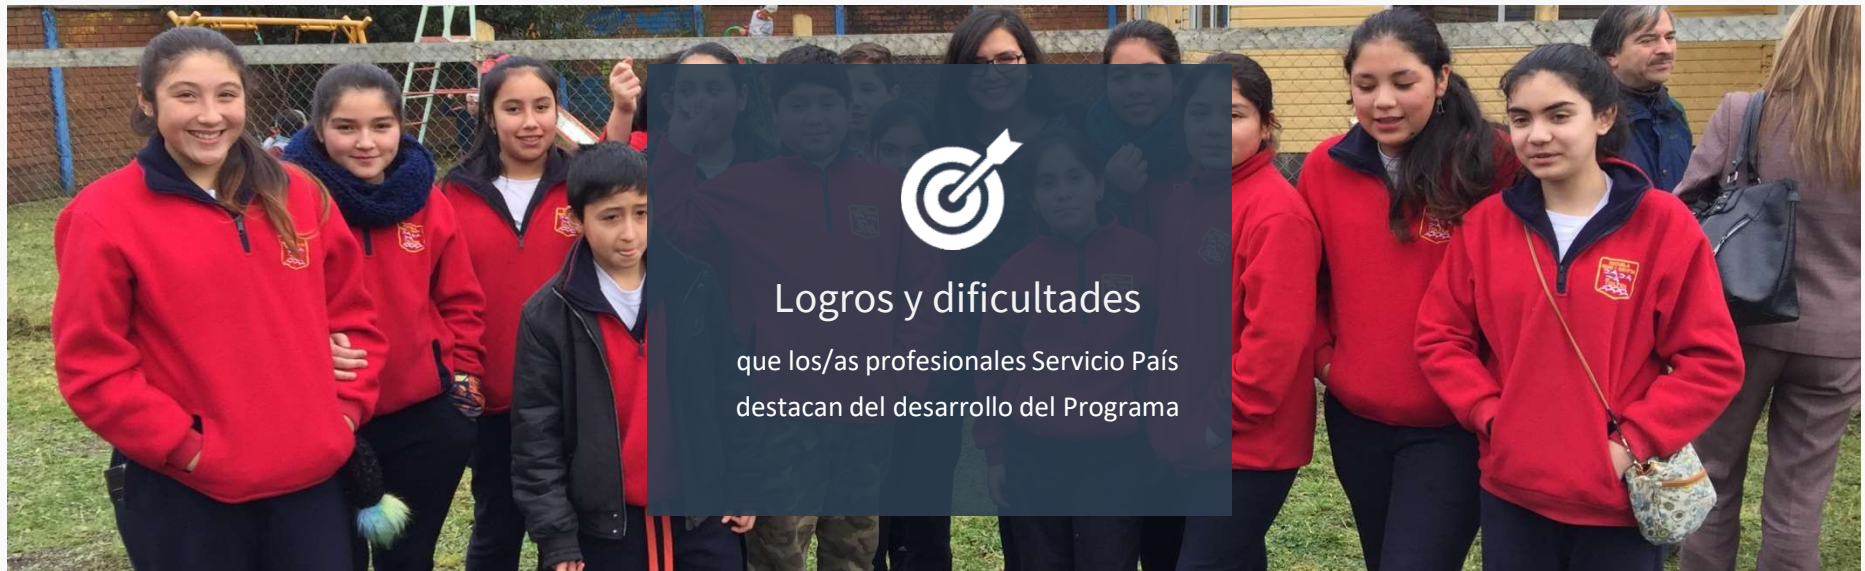 Logros y dificultades
que los/as profesionales Servicio País
destacan del desarrollo del Programa